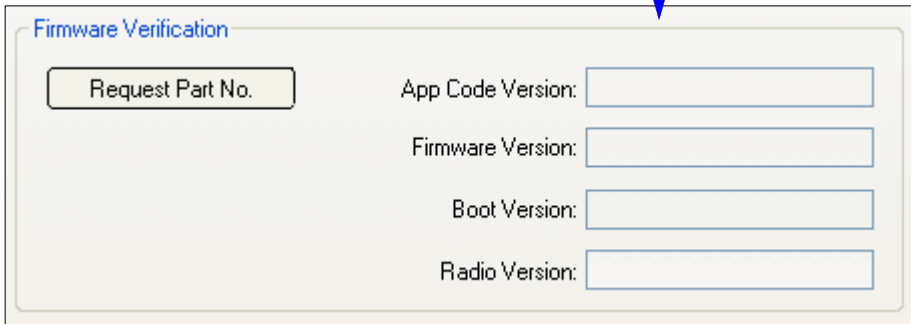 Firmware Verification
Request Part No.
App Code Version:
Firmware Version:
Boot Version:
Radio Version: